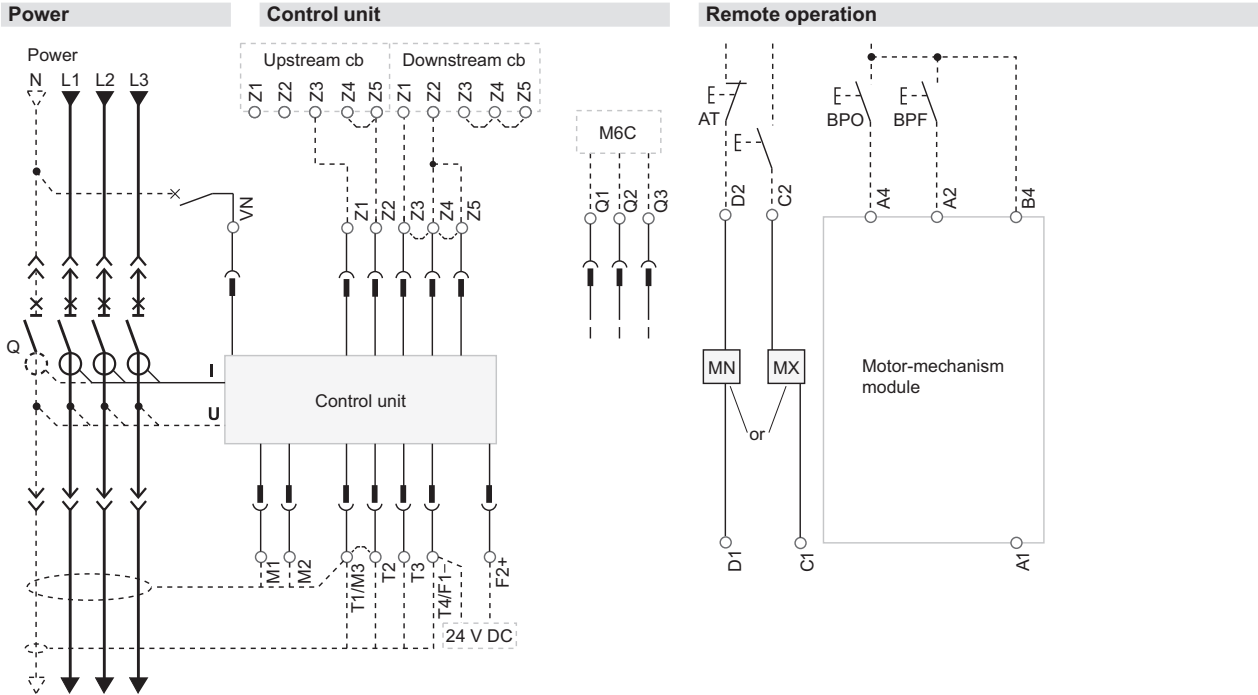 Power
Control unit
Remote operation
Power
N L1 L2 L3
Upstream cb
Downstream cb
Z1 Z2 Z3 Z4 Z5 Z1 Z2 Z3 Z4 Z5
M6C
AT
BPO
BPF
VN
Z1 Z2 Z3 Z4 Z5
Q1 Q2 Q3
D2 C2
A4 A2 B4
Q
I
U
Control unit
MN
MX
or
Motor-mechanism
module
M1 M2 T1/M3 T2 T3 T4/F1– F2+
D1 C1
A1
24 V DC